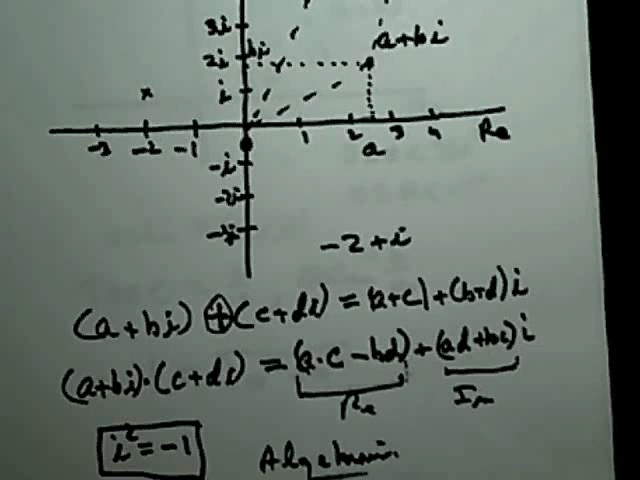 3i
2i bi a+bi
i
-3 -2 -1 1 2 a 3 4 Re
-i
-2i
-2+i
(a+bi) ⊕ (c+di) = (a+c) + (b+d)i
(a+bi)·(c+di) = (a·c-bd) + (ad+bc)i
Re Im
i²=-1